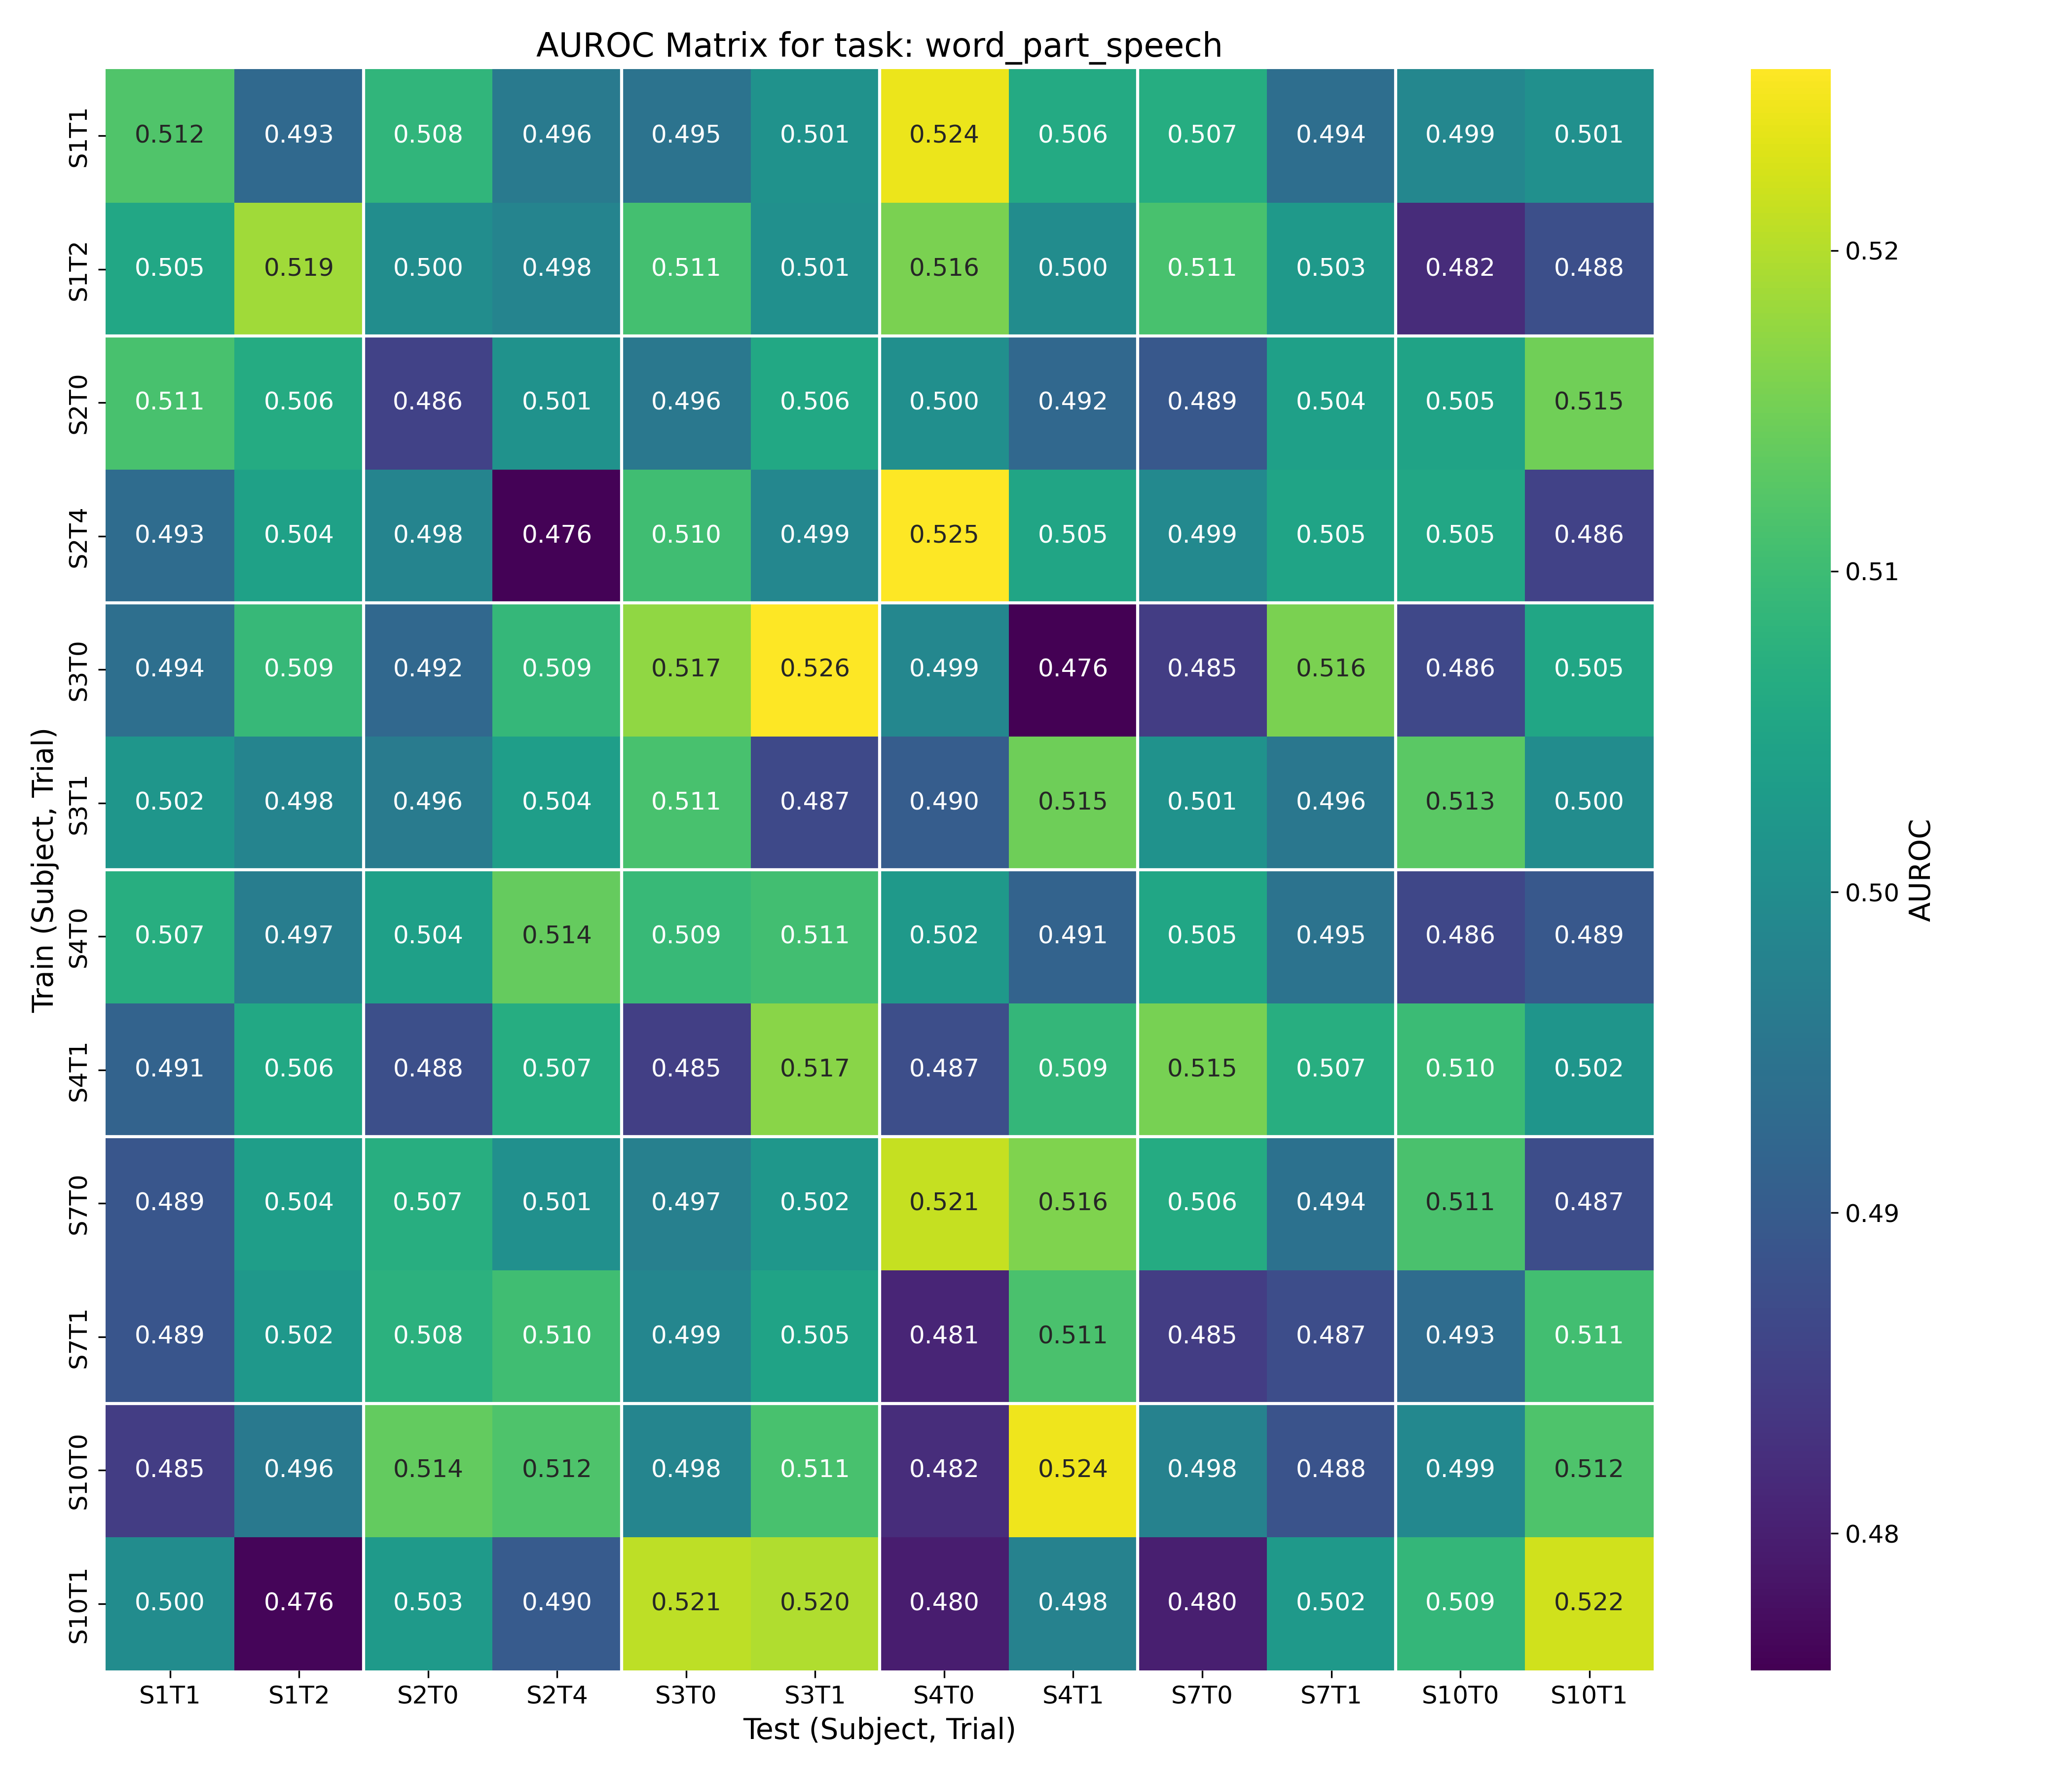 AUROC Matrix for task: word_part_speech
S1T1 0.512 0.493 0.508 0.496 0.495 0.501 0.524 0.506 0.507 0.494 0.499 0.501
S1T2 0.505 0.519 0.500 0.498 0.511 0.501 0.516 0.500 0.511 0.503 0.482 0.488
S2T0 0.511 0.506 0.486 0.501 0.496 0.506 0.500 0.492 0.489 0.504 0.505 0.515
S2T4 0.493 0.504 0.498 0.476 0.510 0.499 0.525 0.505 0.499 0.505 0.505 0.486
S3T0 0.494 0.509 0.492 0.509 0.517 0.526 0.499 0.476 0.485 0.516 0.486 0.505
S3T1 0.502 0.498 0.496 0.504 0.511 0.487 0.490 0.515 0.501 0.496 0.513 0.500
S4T0 0.507 0.497 0.504 0.514 0.509 0.511 0.502 0.491 0.505 0.495 0.486 0.489
S4T1 0.491 0.506 0.488 0.507 0.485 0.517 0.487 0.509 0.515 0.507 0.510 0.502
S7T0 0.489 0.504 0.507 0.501 0.497 0.502 0.521 0.516 0.506 0.494 0.511 0.487
S7T1 0.489 0.502 0.508 0.510 0.499 0.505 0.481 0.511 0.485 0.487 0.493 0.511
S10T0 0.485 0.496 0.514 0.512 0.498 0.511 0.482 0.524 0.498 0.488 0.499 0.512
S10T1 0.500 0.476 0.503 0.490 0.521 0.520 0.480 0.498 0.480 0.502 0.509 0.522
S1T1 S1T2 S2T0 S2T4 S3T0 S3T1 S4T0 S4T1 S7T0 S7T1 S10T0 S10T1
Test (Subject, Trial)
Train (Subject, Trial)
0.52
0.51
0.50
0.49
0.48
AUROC